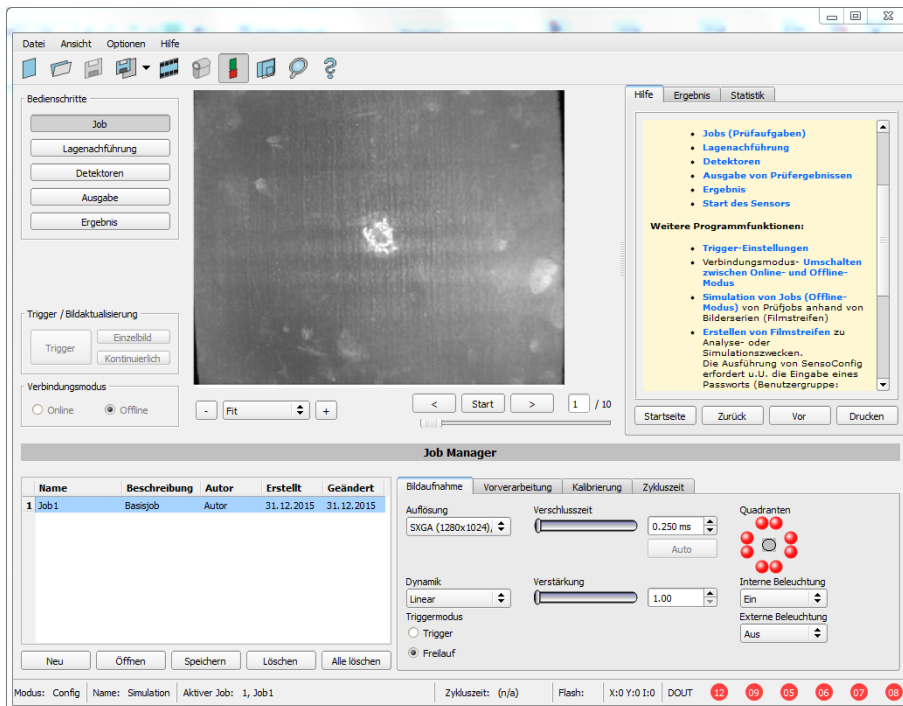 Datei Ansicht Optionen Hilfe
Bedienschritte
Job
Lagenachführung
Detektoren
Ausgabe
Ergebnis
Trigger / Bildaktualisierung
Trigger
Einzelbild
Kontinuierlich
Verbindungsmodus
Online Offline
- Fit +
< Start > 1 / 10
Hilfe Ergebnis Statistik
Jobs (Prüfaufgaben)
Lagenachführung
Detektoren
Ausgabe von Prüfergebnissen
Ergebnis
Start des Sensors
Weitere Programmfunktionen:
Trigger-Einstellungen
Verbindungsmodus- Umschalten
zwischen Online- und Offline-
Modus
Simulation von Jobs (Offline-
Modus) von Prüfjobs anhand von
Bilderserien (Filmstreifen)
Erstellen von Filmstreifen zu
Analyse- oder
Simulationszwecken.
Die Ausführung von SensoConfig
erfordert u.U. die Eingabe eines
Passworts (Benutzergruppe:
Startseite Zurück Vor Drucken
Job Manager
Name Beschreibung Autor Erstellt Geändert
1 Job1 Basisjob Autor 31.12.2015 31.12.2015
Neu Öffnen Speichern Löschen Alle löschen
Bildaufnahme Vorverarbeitung Kalibrierung Zykluszeit
Auflösung Verschlusszeit Quadranten
SXGA (1280x1024), 0.250 ms
Auto
Dynamik Verstärkung Interne Beleuchtung
Linear 1.00 Ein
Triggermodus Externe Beleuchtung
Trigger Aus
Freilauf
Modus: Config Name: Simulation Aktiver Job: 1, Job1 Zykluszeit: (n/a) Flash: X:0 Y:0 I:0 DOUT 12 09 05 06 07 08